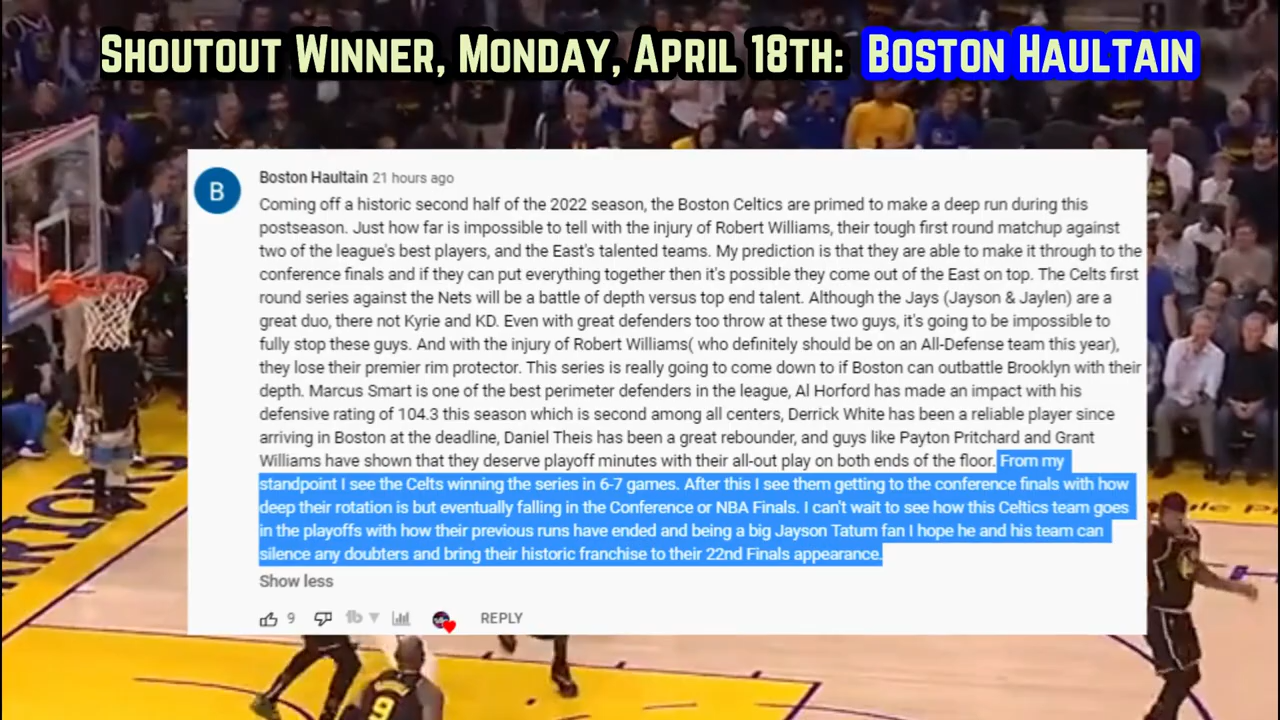 SHOUTOUT WINNER, MONDAY, APRIL 18TH: BOSTON HAULTAIN
B
Boston Haultain 21 hours ago
Coming off a historic second half of the 2022 season, the Boston Celtics are primed to make a deep run during this
postseason. Just how far is impossible to tell with the injury of Robert Williams, their tough first round matchup against
two of the league's best players, and the East's talented teams. My prediction is that they are able to make it through to the
conference finals and if they can put everything together then it's possible they come out of the East on top. The Celts first
round series against the Nets will be a battle of depth versus top end talent. Although the Jays (Jayson & Jaylen) are a
great duo, there not Kyrie and KD. Even with great defenders too throw at these two guys, it's going to be impossible to
fully stop these guys. And with the injury of Robert Williams( who definitely should be on an All-Defense team this year),
they lose their premier rim protector. This series is really going to come down to if Boston can outbattle Brooklyn with their
depth. Marcus Smart is one of the best perimeter defenders in the league, Al Horford has made an impact with his
defensive rating of 104.3 this season which is second among all centers, Derrick White has been a reliable player since
arriving in Boston at the deadline, Daniel Theis has been a great rebounder, and guys like Payton Pritchard and Grant
Williams have shown that they deserve playoff minutes with their all-out play on both ends of the floor. From my
standpoint I see the Celts winning the series in 6-7 games. After this I see them getting to the conference finals with how
deep their rotation is but eventually falling in the Conference or NBA Finals. I can't wait to see how this Celtics team goes
in the playoffs with how their previous runs have ended and being a big Jayson Tatum fan I hope he and his team can
silence any doubters and bring their historic franchise to their 22nd Finals appearance.
Show less
9 REPLY
9